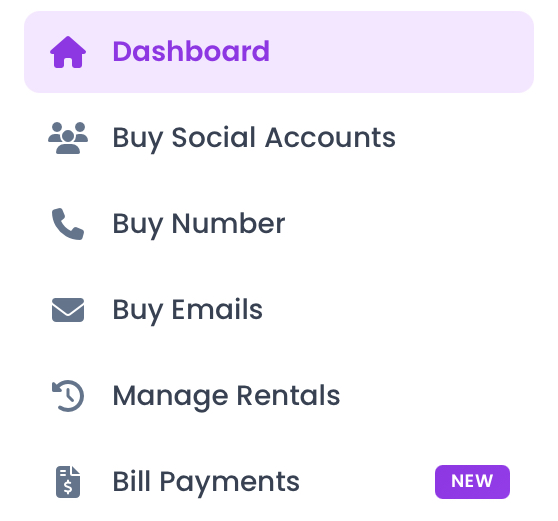 Dashboard
Buy Social Accounts
Buy Number
Buy Emails
Manage Rentals
Bill Payments NEW